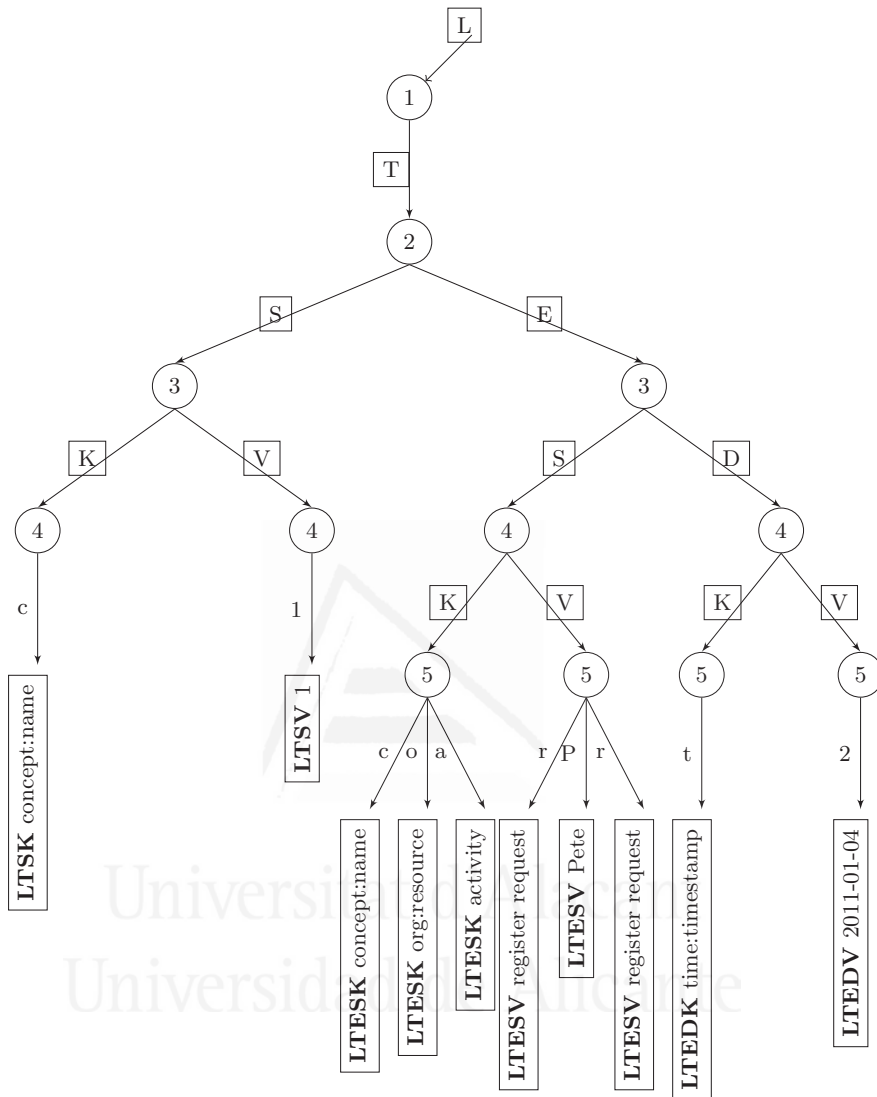 L
1
T
2
S
E
3
3
K
V
S
D
4
4
4
4
c
1
K
V
K
V
5
5
5
5
c
o
a
r
P
r
t
2
LTSK concept:name
LTSV 1
LTESK concept:name
LTESK org:resource
LTESK activity
LTESV register request
LTESV Pete
LTESV register request
LTEDK time:timestamp
LTEDV 2011-01-04
Universitat d'Alacant
Universidad de Alicante